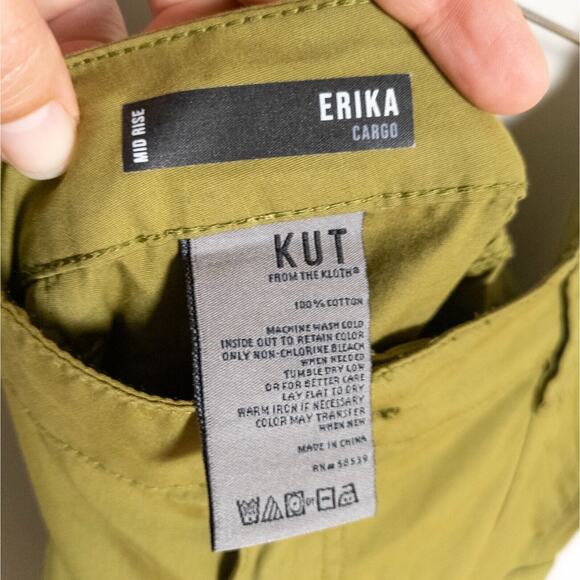 MID RISE
ERIKA
CARGO
KUT
FROM THE KLOTH®
100% COTTON
MACHINE WASH COLD
INSIDE OUT TO RETAIN COLOR
ONLY NON-CHLORINE BLEACH
WHEN NEEDED
TUMBLE DRY LOW
OR FOR BETTER CARE
LAY FLAT TO DRY
WARM IRON IF NECESSARY
COLOR MAY TRANSFER
WHEN NEW
MADE IN CHINA
RN# 58539
or